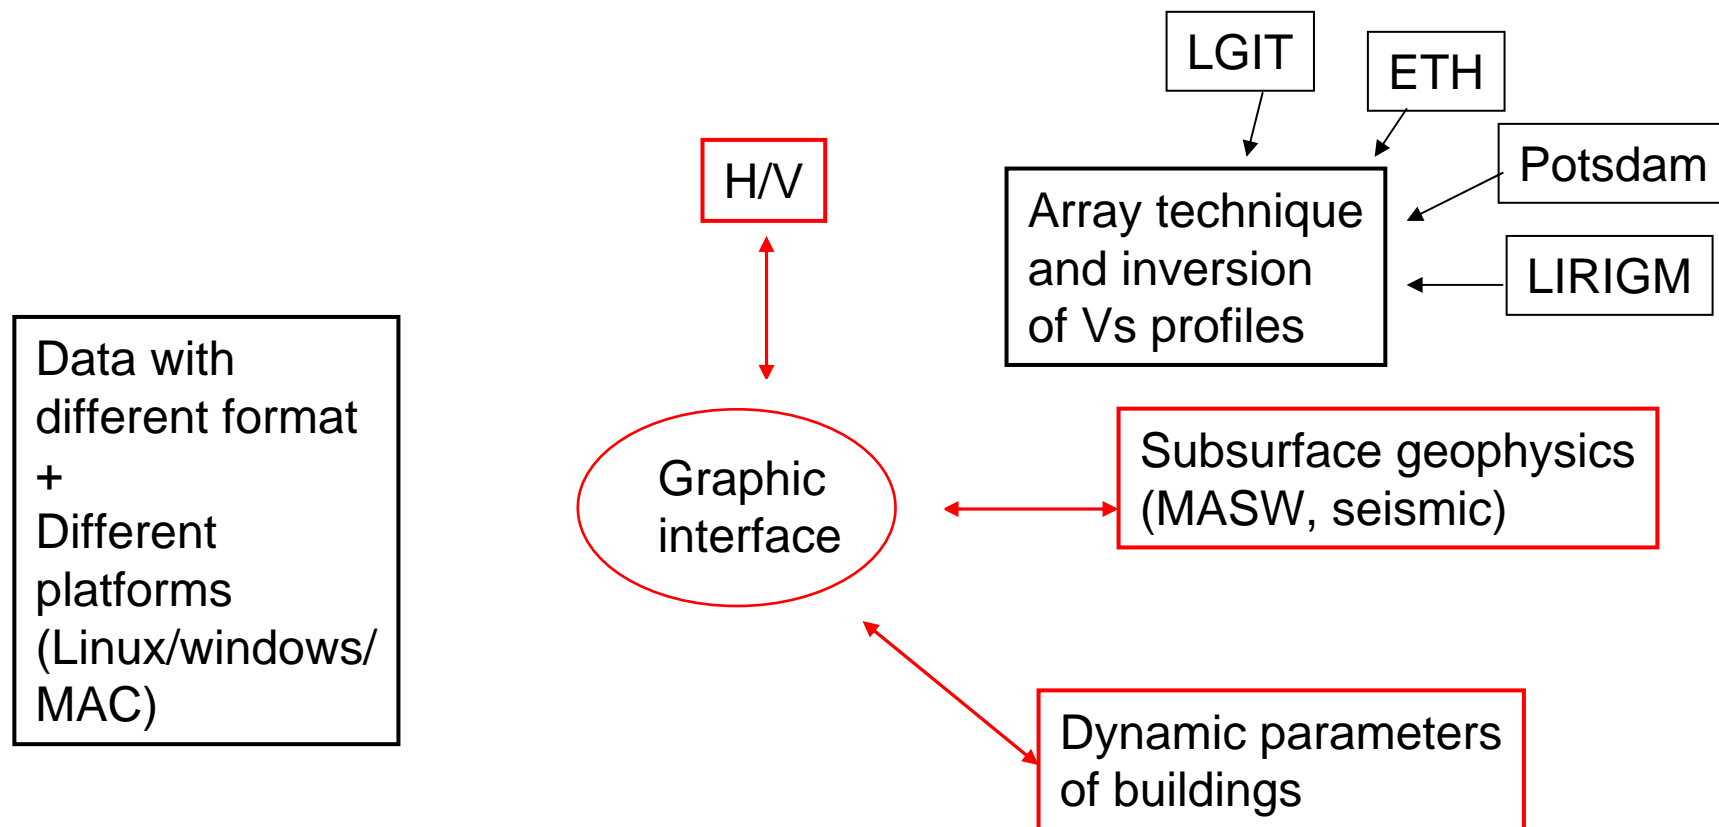 LGIT
ETH
Potsdam
LIRIGM
H/V
Array technique
and inversion
of Vs profiles
Data with
different format
+
Different
platforms
(Linux/windows/
MAC)
Graphic
interface
Subsurface geophysics
(MASW, seismic)
Dynamic parameters
of buildings